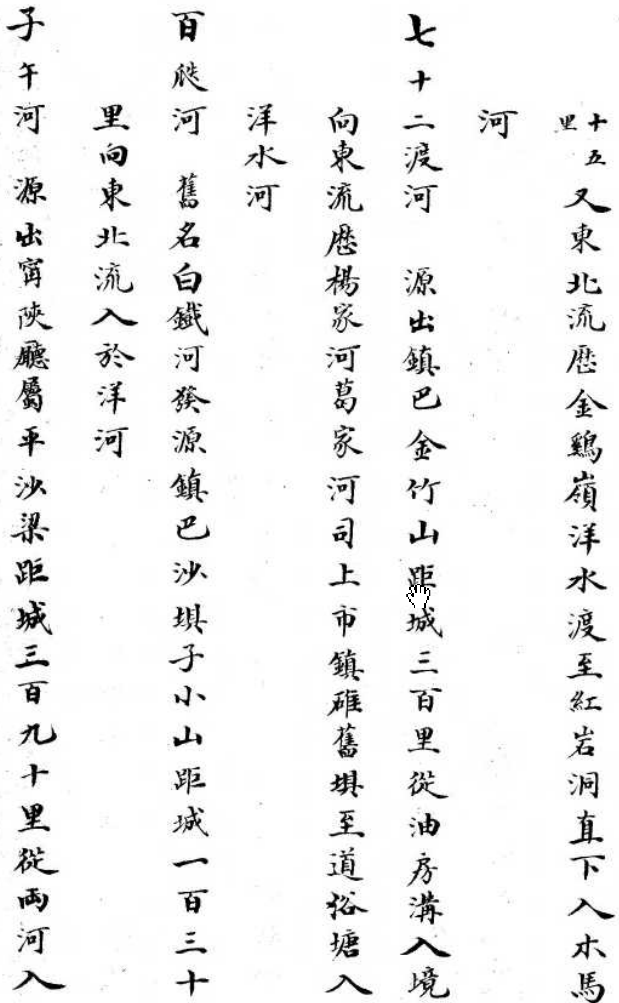 十五里又東北流歷金鷄嶺洋水渡至紅岩洞直下入木馬
河
七十二渡河 源出鎮巴金竹山距城三百里從油房溝入境
向東流歷楊家河葛家河司上市鎮碓舊垻至道俗塘入
洋水河
百河 舊名白鐵河發源鎮巴沙垻子小山距城一百三十
里向東北流入於洋河
子午河 源出甯陝廳屬平沙梁距城三百九十里從兩河入